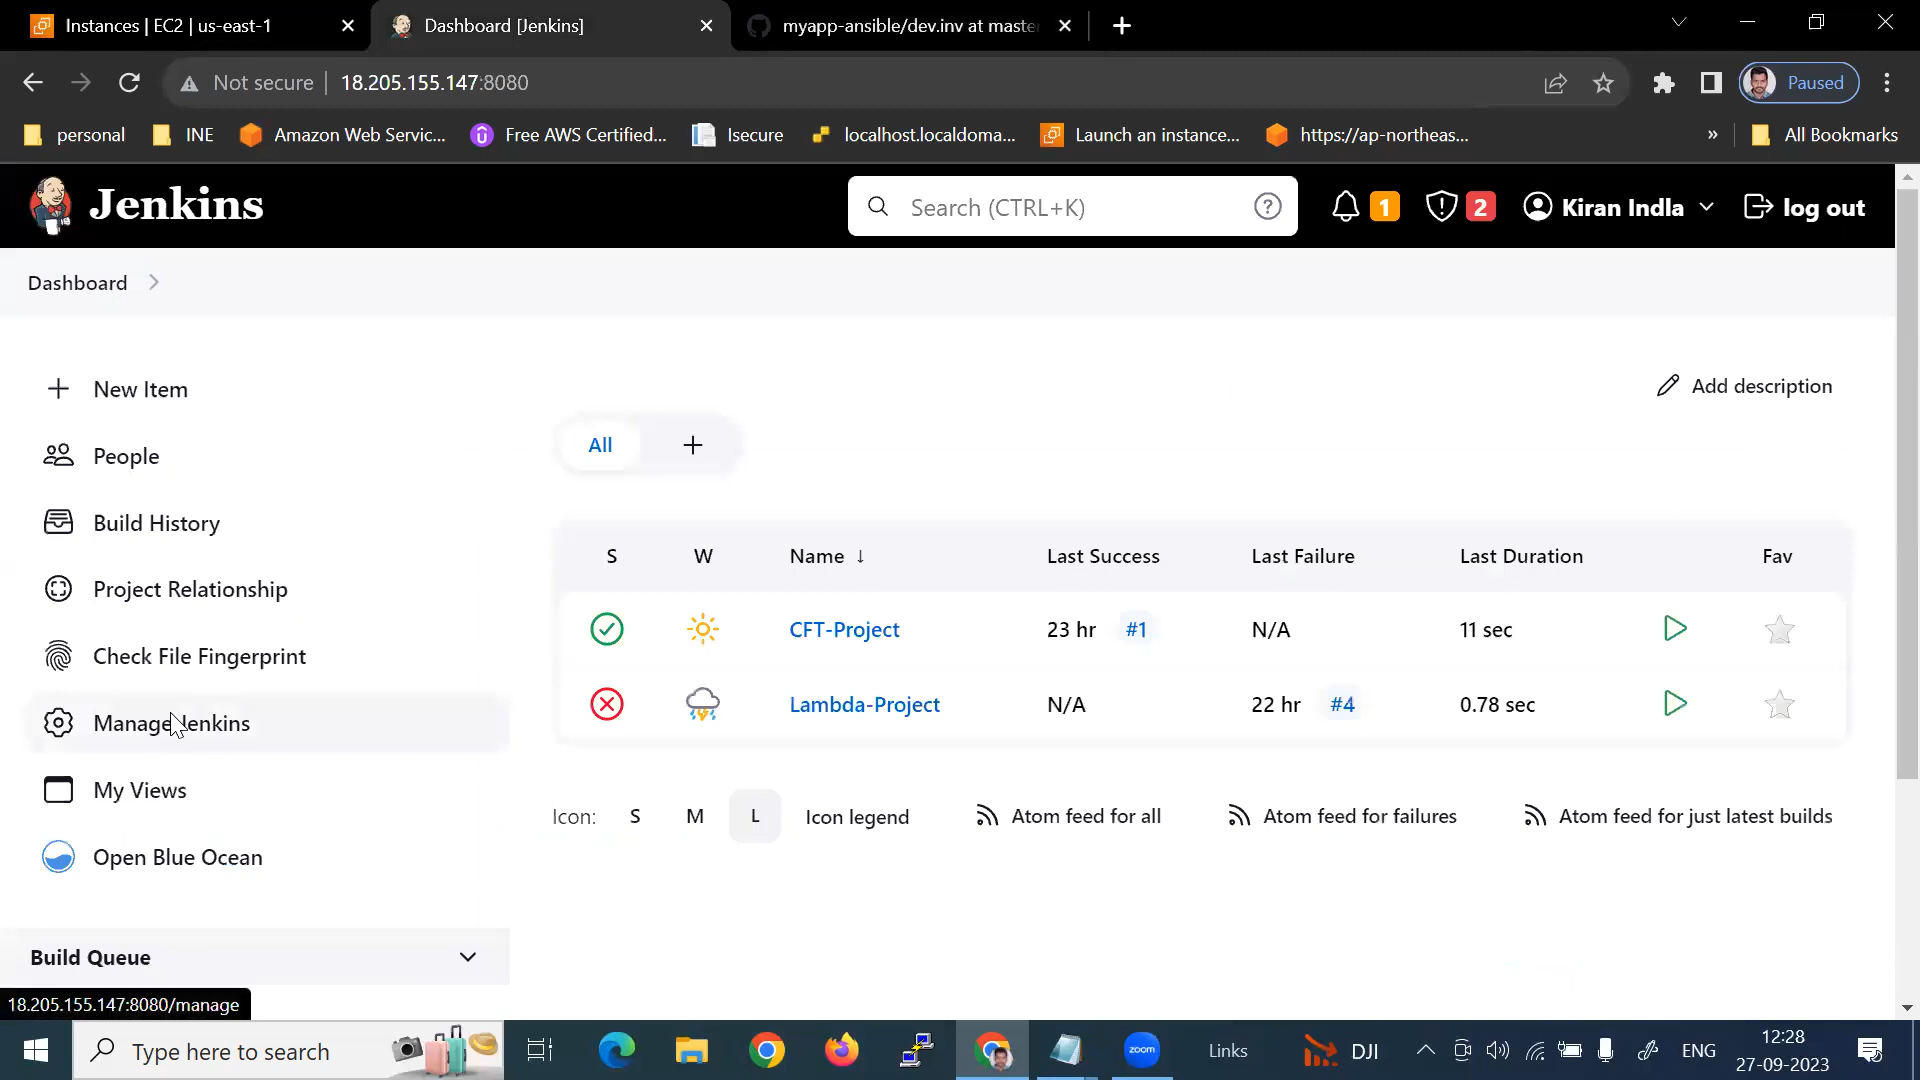 Instances | EC2 | us-east-1
Dashboard [Jenkins]
myapp-ansible/dev.inv at maste
Not secure
18.205.155.147:8080
Paused
personal
INE
Amazon Web Servic...
Free AWS Certified...
Isecure
localhost.localdoma...
Launch an instance...
https://ap-northeas...
»
All Bookmarks
Jenkins
Search (CTRL+K)
1
2
Kiran Indla
log out
Dashboard
New Item
People
Build History
Project Relationship
Check File Fingerprint
Manage Jenkins
My Views
Open Blue Ocean
Build Queue
18.205.155.147:8080/manage
Add description
All
+
S W Name ↓ Last Success Last Failure Last Duration Fav
CFT-Project 23 hr #1 N/A 11 sec
Lambda-Project N/A 22 hr #4 0.78 sec
Icon: S M L Icon legend Atom feed for all Atom feed for failures Atom feed for just latest builds
Type here to search
zoom
Links
DJI
ENG
12:28
27-09-2023